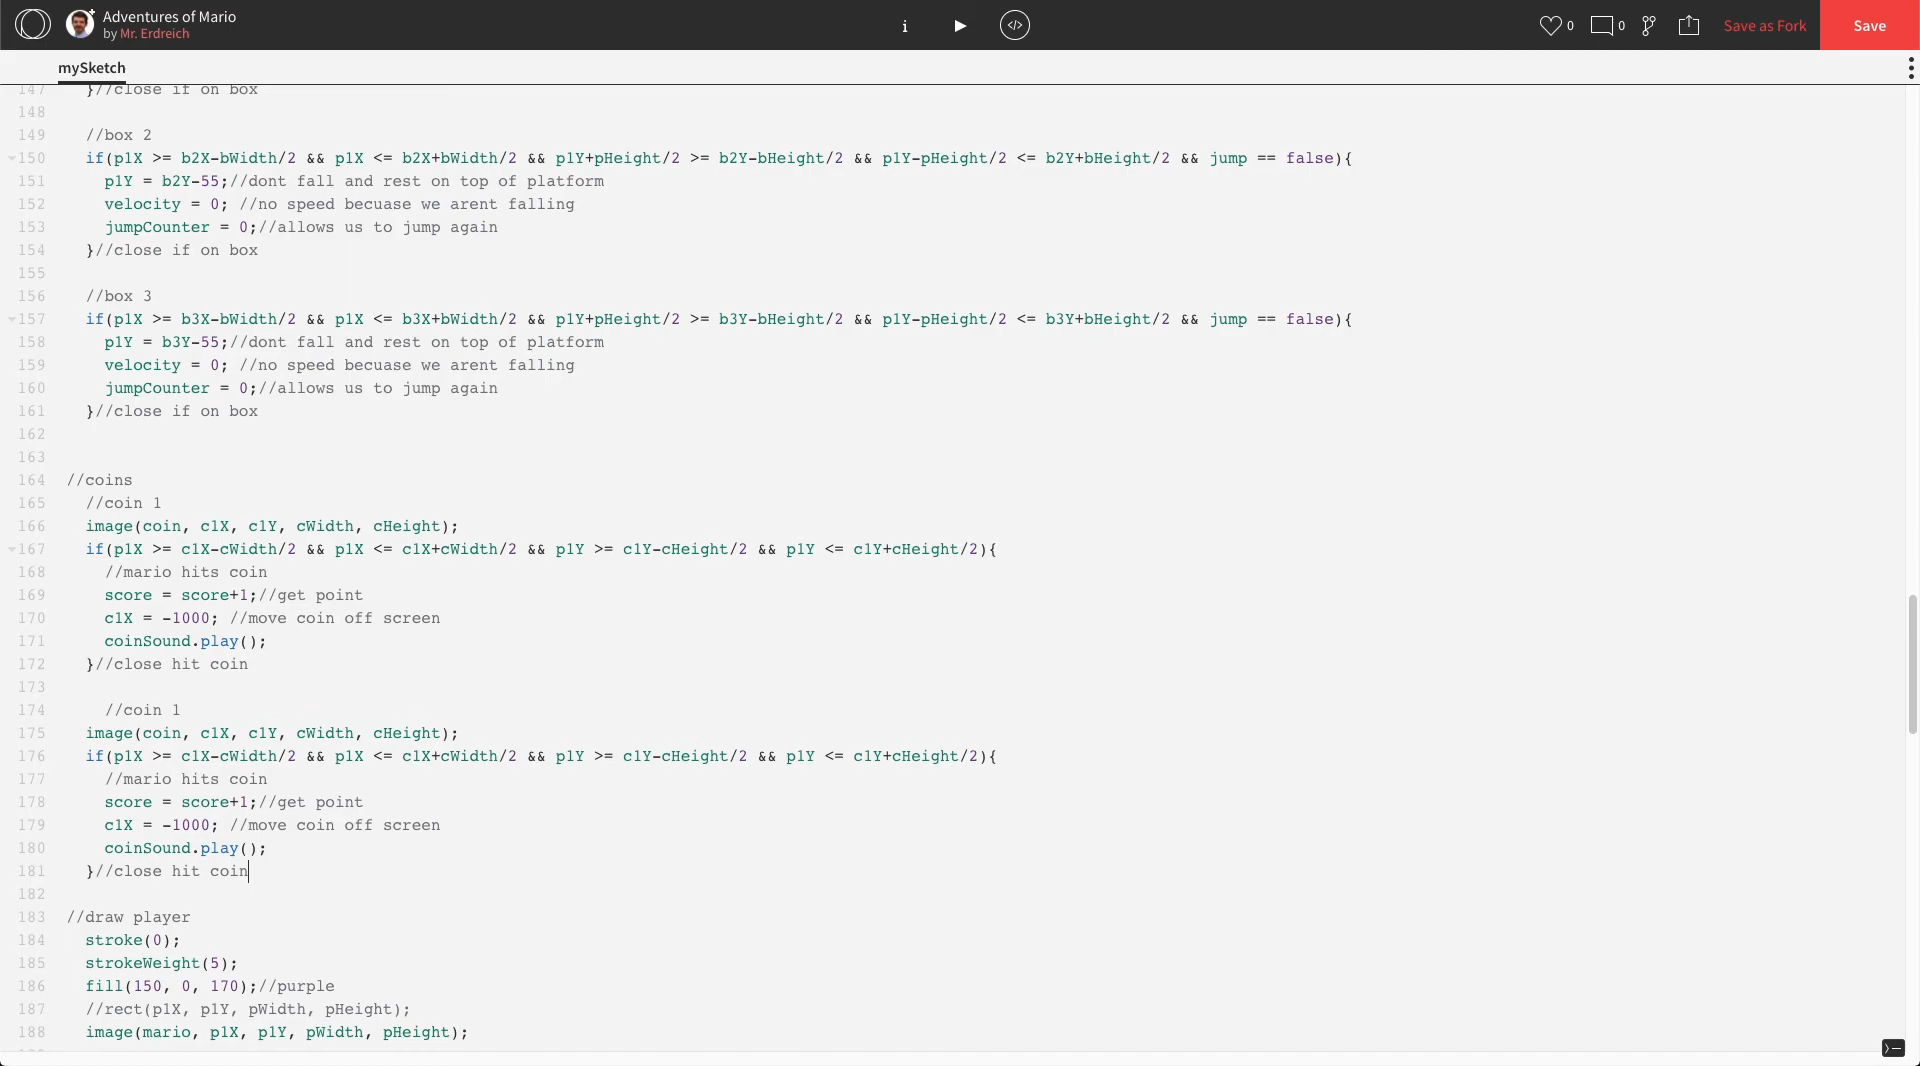 Adventures of Mario
by Mr. Erdreich
i
</>
0
0
Save as Fork
Save
mySketch
147 }//close if on box
148
149 //box 2
150 if(p1X >= b2X-bWidth/2 && p1X <= b2X+bWidth/2 && p1Y+pHeight/2 >= b2Y-bHeight/2 && p1Y-pHeight/2 <= b2Y+bHeight/2 && jump == false){
151 p1Y = b2Y-55;//dont fall and rest on top of platform
152 velocity = 0; //no speed becuase we arent falling
153 jumpCounter = 0;//allows us to jump again
154 }//close if on box
155
156 //box 3
157 if(p1X >= b3X-bWidth/2 && p1X <= b3X+bWidth/2 && p1Y+pHeight/2 >= b3Y-bHeight/2 && p1Y-pHeight/2 <= b3Y+bHeight/2 && jump == false){
158 p1Y = b3Y-55;//dont fall and rest on top of platform
159 velocity = 0; //no speed becuase we arent falling
160 jumpCounter = 0;//allows us to jump again
161 }//close if on box
162
163
164 //coins
165 //coin 1
166 image(coin, c1X, c1Y, cWidth, cHeight);
167 if(p1X >= c1X-cWidth/2 && p1X <= c1X+cWidth/2 && p1Y >= c1Y-cHeight/2 && p1Y <= c1Y+cHeight/2){
168 //mario hits coin
169 score = score+1;//get point
170 c1X = -1000; //move coin off screen
171 coinSound.play();
172 }//close hit coin
173
174 //coin 1
175 image(coin, c1X, c1Y, cWidth, cHeight);
176 if(p1X >= c1X-cWidth/2 && p1X <= c1X+cWidth/2 && p1Y >= c1Y-cHeight/2 && p1Y <= c1Y+cHeight/2){
177 //mario hits coin
178 score = score+1;//get point
179 c1X = -1000; //move coin off screen
180 coinSound.play();
181 }//close hit coin
182
183 //draw player
184 stroke(0);
185 strokeWeight(5);
186 fill(150, 0, 170);//purple
187 //rect(p1X, p1Y, pWidth, pHeight);
188 image(mario, p1X, p1Y, pWidth, pHeight);